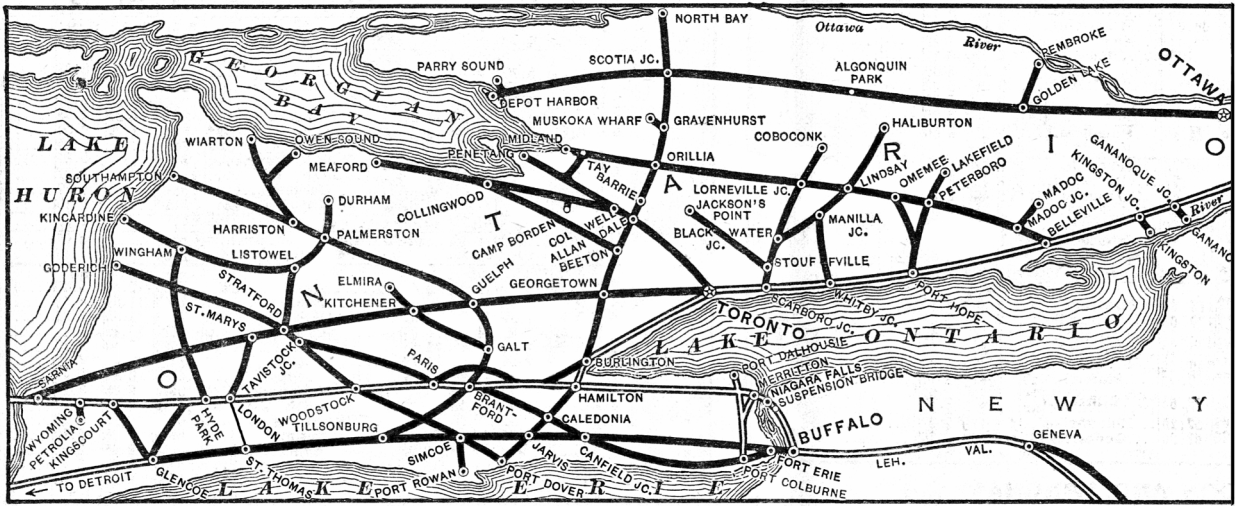 NORTH BAY
Ottawa
River
PEMBROKE
OTTAWA
GEORGIAN
BAY
PARRY SOUND
SCOTIA JC.
ALGONQUIN
PARK
GOLDEN LAKE
DEPOT HARBOR
MUSKOKA WHARF
GRAVENHURST
COBOCONK
HALIBURTON
LAKE
HURON
WIARTON
OWEN SOUND
MEAFORD
MIDLAND
PENETANG
TAY
ORILLIA
ONTARIO
LINDSAY
OMEMEE
LAKEFIELD
PETERBORO
GANANOQUE JC.
KINGSTON JC.
MADOC
MADOC JC.
BELLEVILLE
River
GANANO
KINGSTON
SOUTHAMPTON
KINCARDINE
DURHAM
COLLINGWOOD
BARRIE
LORNEVILLE JC.
JACKSON'S
POINT
BLACKWATER
JC.
MANILLA
JC.
HARRISTON
PALMERSTON
CAMP BORDEN
COLWELL
ALLANDALE
BEETON
WINGHAM
LISTOWEL
GODERICH
STOUFFVILLE
STRATFORD
ELMIRA
KITCHENER
GUELPH
GEORGETOWN
ST. MARYS
TORONTO
SCARBORO JC.
WHITBY JC.
PORT HOPE
LAKE ONTARIO
GALT
PARIS
BURLINGTON
PORT DALHOUSIE
MERRITTON
NIAGARA FALLS
SUSPENSION BRIDGE
SARNIA
TAVISTOCK
JC.
WYOMING
PETROLIA
KINGSCOURT
HYDE
PARK
LONDON
WOODSTOCK
TILLSONBURG
BRANT-
FORD
HAMILTON
CALEDONIA
NEW Y
BUFFALO
GENEVA
LEH. VAL.
SIMCOE
JARVIS
CANFIELD JC.
FORT ERIE
PORT COLBURNE
TO DETROIT
GLENCOE
ST. THOMAS
PORT ROWAN
PORT DOVER
LAKE ERIE